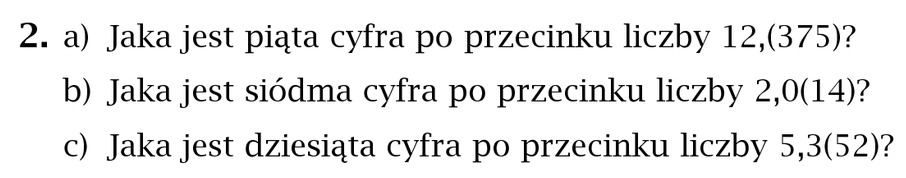 2. a) Jaka jest piąta cyfra po przecinku liczby 12,(375)?
b) Jaka jest siódma cyfra po przecinku liczby 2,0(14)?
c) Jaka jest dziesiąta cyfra po przecinku liczby 5,3(52)?